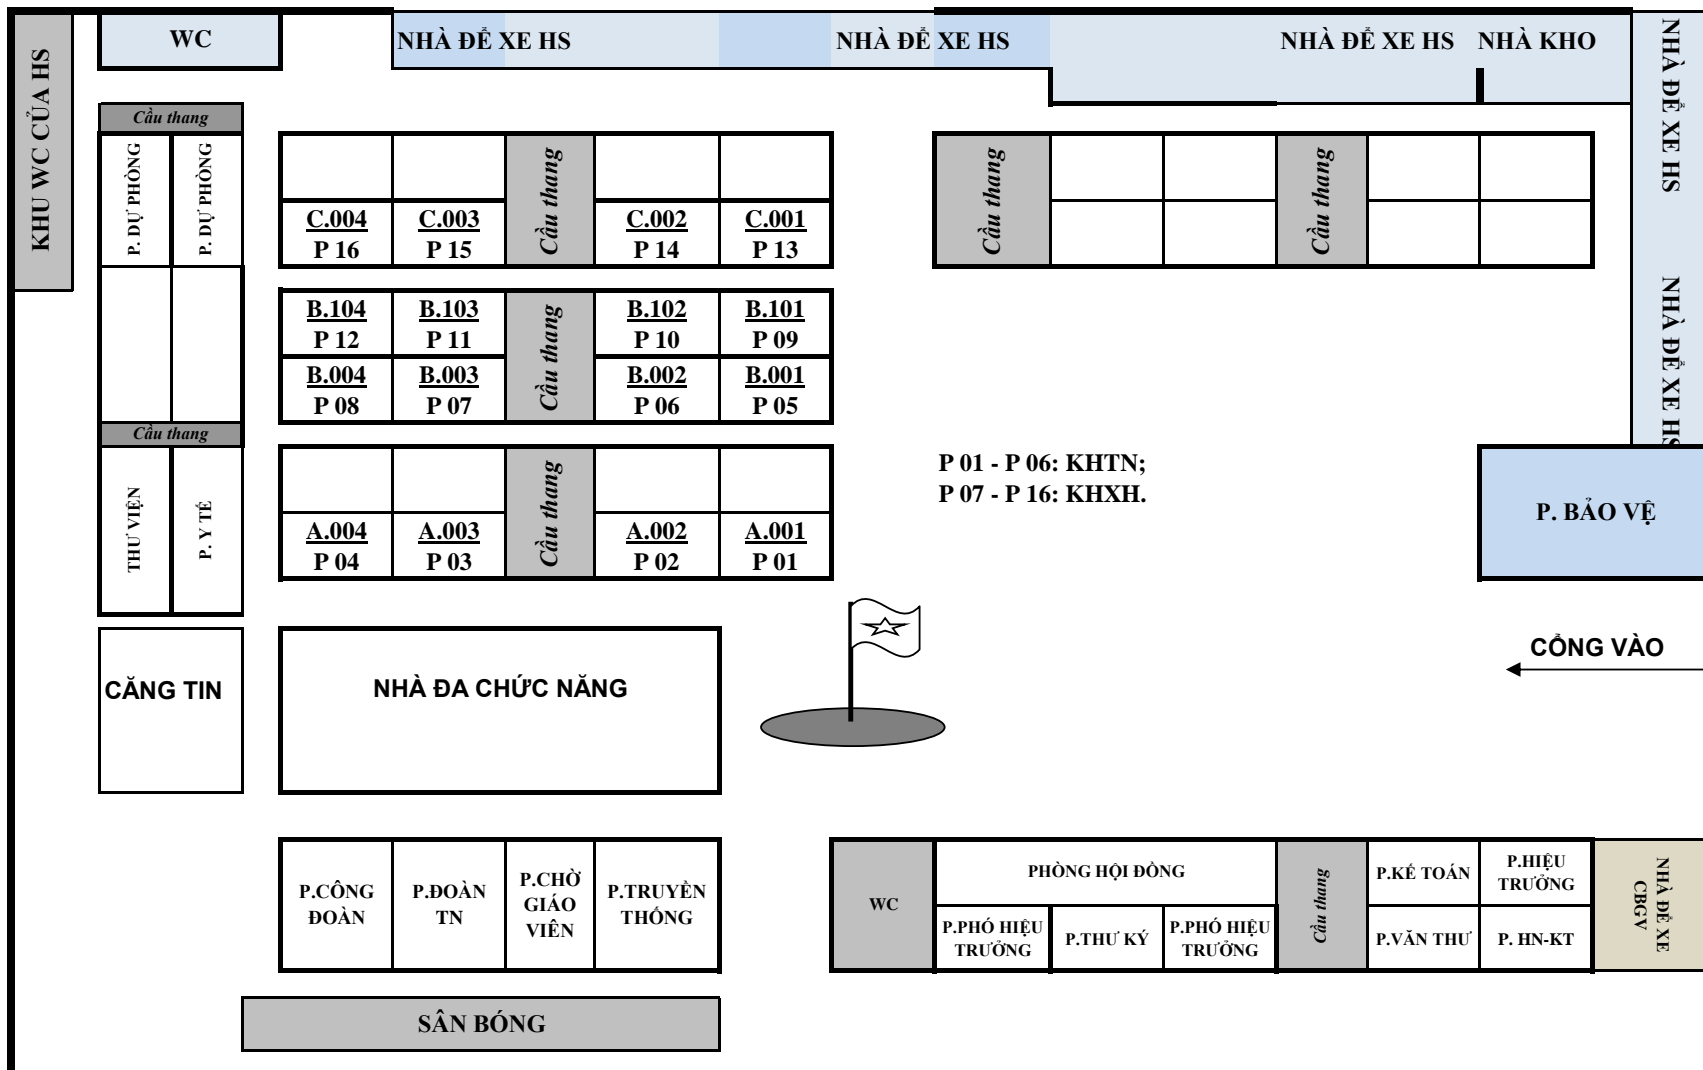 WC
NHÀ ĐỂ XE HS
NHÀ ĐỂ XE HS
NHÀ ĐỂ XE HS
NHÀ KHO
NHÀ ĐỂ XE HS
NHÀ ĐỂ XE HS
KHU WC CỦA HS
Cầu thang
P. DỰ PHÒNG
P. DỰ PHÒNG
Cầu thang
Cầu thang
Cầu thang
C.004
P 16
C.003
P 15
C.002
P 14
C.001
P 13
B.104
P 12
B.103
P 11
Cầu thang
B.102
P 10
B.101
P 09
B.004
P 08
B.003
P 07
B.002
P 06
B.001
P 05
Cầu thang
THƯ VIỆN
P. Y TẾ
Cầu thang
A.004
P 04
A.003
P 03
A.002
P 02
A.001
P 01
P 01 - P 06: KHTN;
P 07 - P 16: KHXH.
P. BẢO VỆ
CỔNG VÀO
CĂNG TIN
NHÀ ĐA CHỨC NĂNG
P.CÔNG
ĐOÀN
P.ĐOÀN
TN
P.CHỜ
GIÁO
VIÊN
P.TRUYỀN
THỐNG
WC
PHÒNG HỘI ĐỒNG
P.PHÓ HIỆU
TRƯỞNG
P.THƯ KÝ
P.PHÓ HIỆU
TRƯỞNG
Cầu thang
P.KẾ TOÁN
P.HIỆU
TRƯỞNG
P.VĂN THƯ
P. HN-KT
NHÀ ĐỂ XE
CBGV
SÂN BÓNG